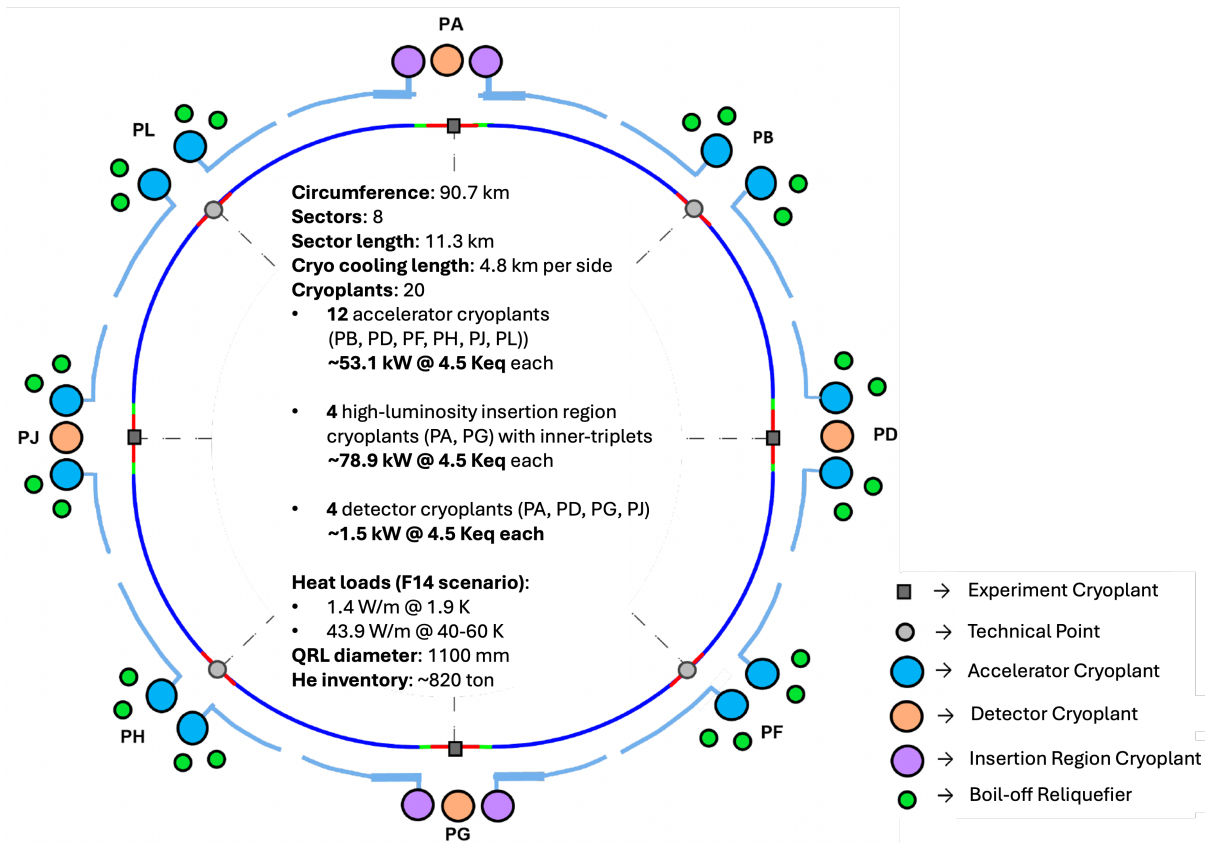 PA
PL
PB
Circumference: 90.7 km
Sectors: 8
Sector length: 11.3 km
Cryo cooling length: 4.8 km per side
Cryoplants: 20
• 12 accelerator cryoplants
(PB, PD, PF, PH, PJ, PL))
~53.1 kW @ 4.5 Keq each
• 4 high-luminosity insertion region
cryoplants (PA, PG) with inner-triplets
~78.9 kW @ 4.5 Keq each
PJ
PD
• 4 detector cryoplants (PA, PD, PG, PJ)
~1.5 kW @ 4.5 Keq each
Heat loads (F14 scenario):
• 1.4 W/m @ 1.9 K
• 43.9 W/m @ 40-60 K
QRL diameter: 1100 mm
He inventory: ~820 ton
PH
PF
PG
→ Experiment Cryoplant
→ Technical Point
→ Accelerator Cryoplant
→ Detector Cryoplant
→ Insertion Region Cryoplant
→ Boil-off Reliquefier